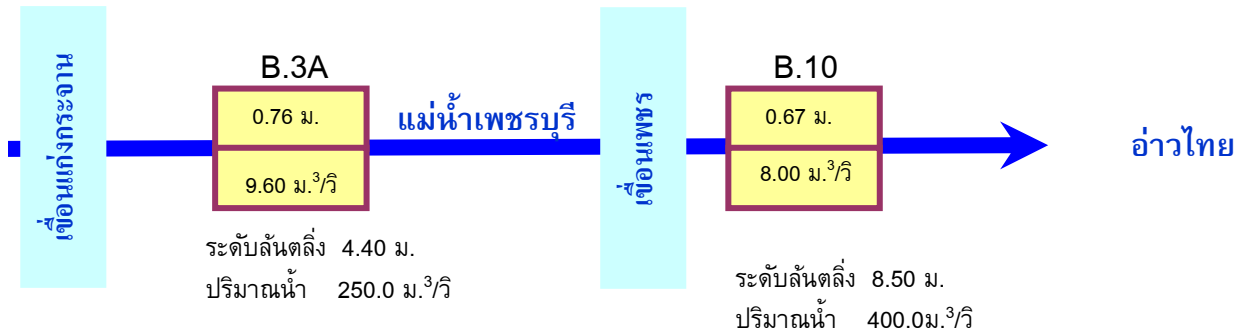 เขื่อนแก่งกระจาน
B.3A
0.76 ม.
9.60 ม.³/วิ
ระดับล้นตลิ่ง 4.40 ม.
ปริมาณน้ำ 250.0 ม.³/วิ
แม่น้ำเพชรบุรี
เขื่อนเพชร
B.10
0.67 ม.
8.00 ม.³/วิ
ระดับล้นตลิ่ง 8.50 ม.
ปริมาณน้ำ 400.0ม.³/วิ
อ่าวไทย